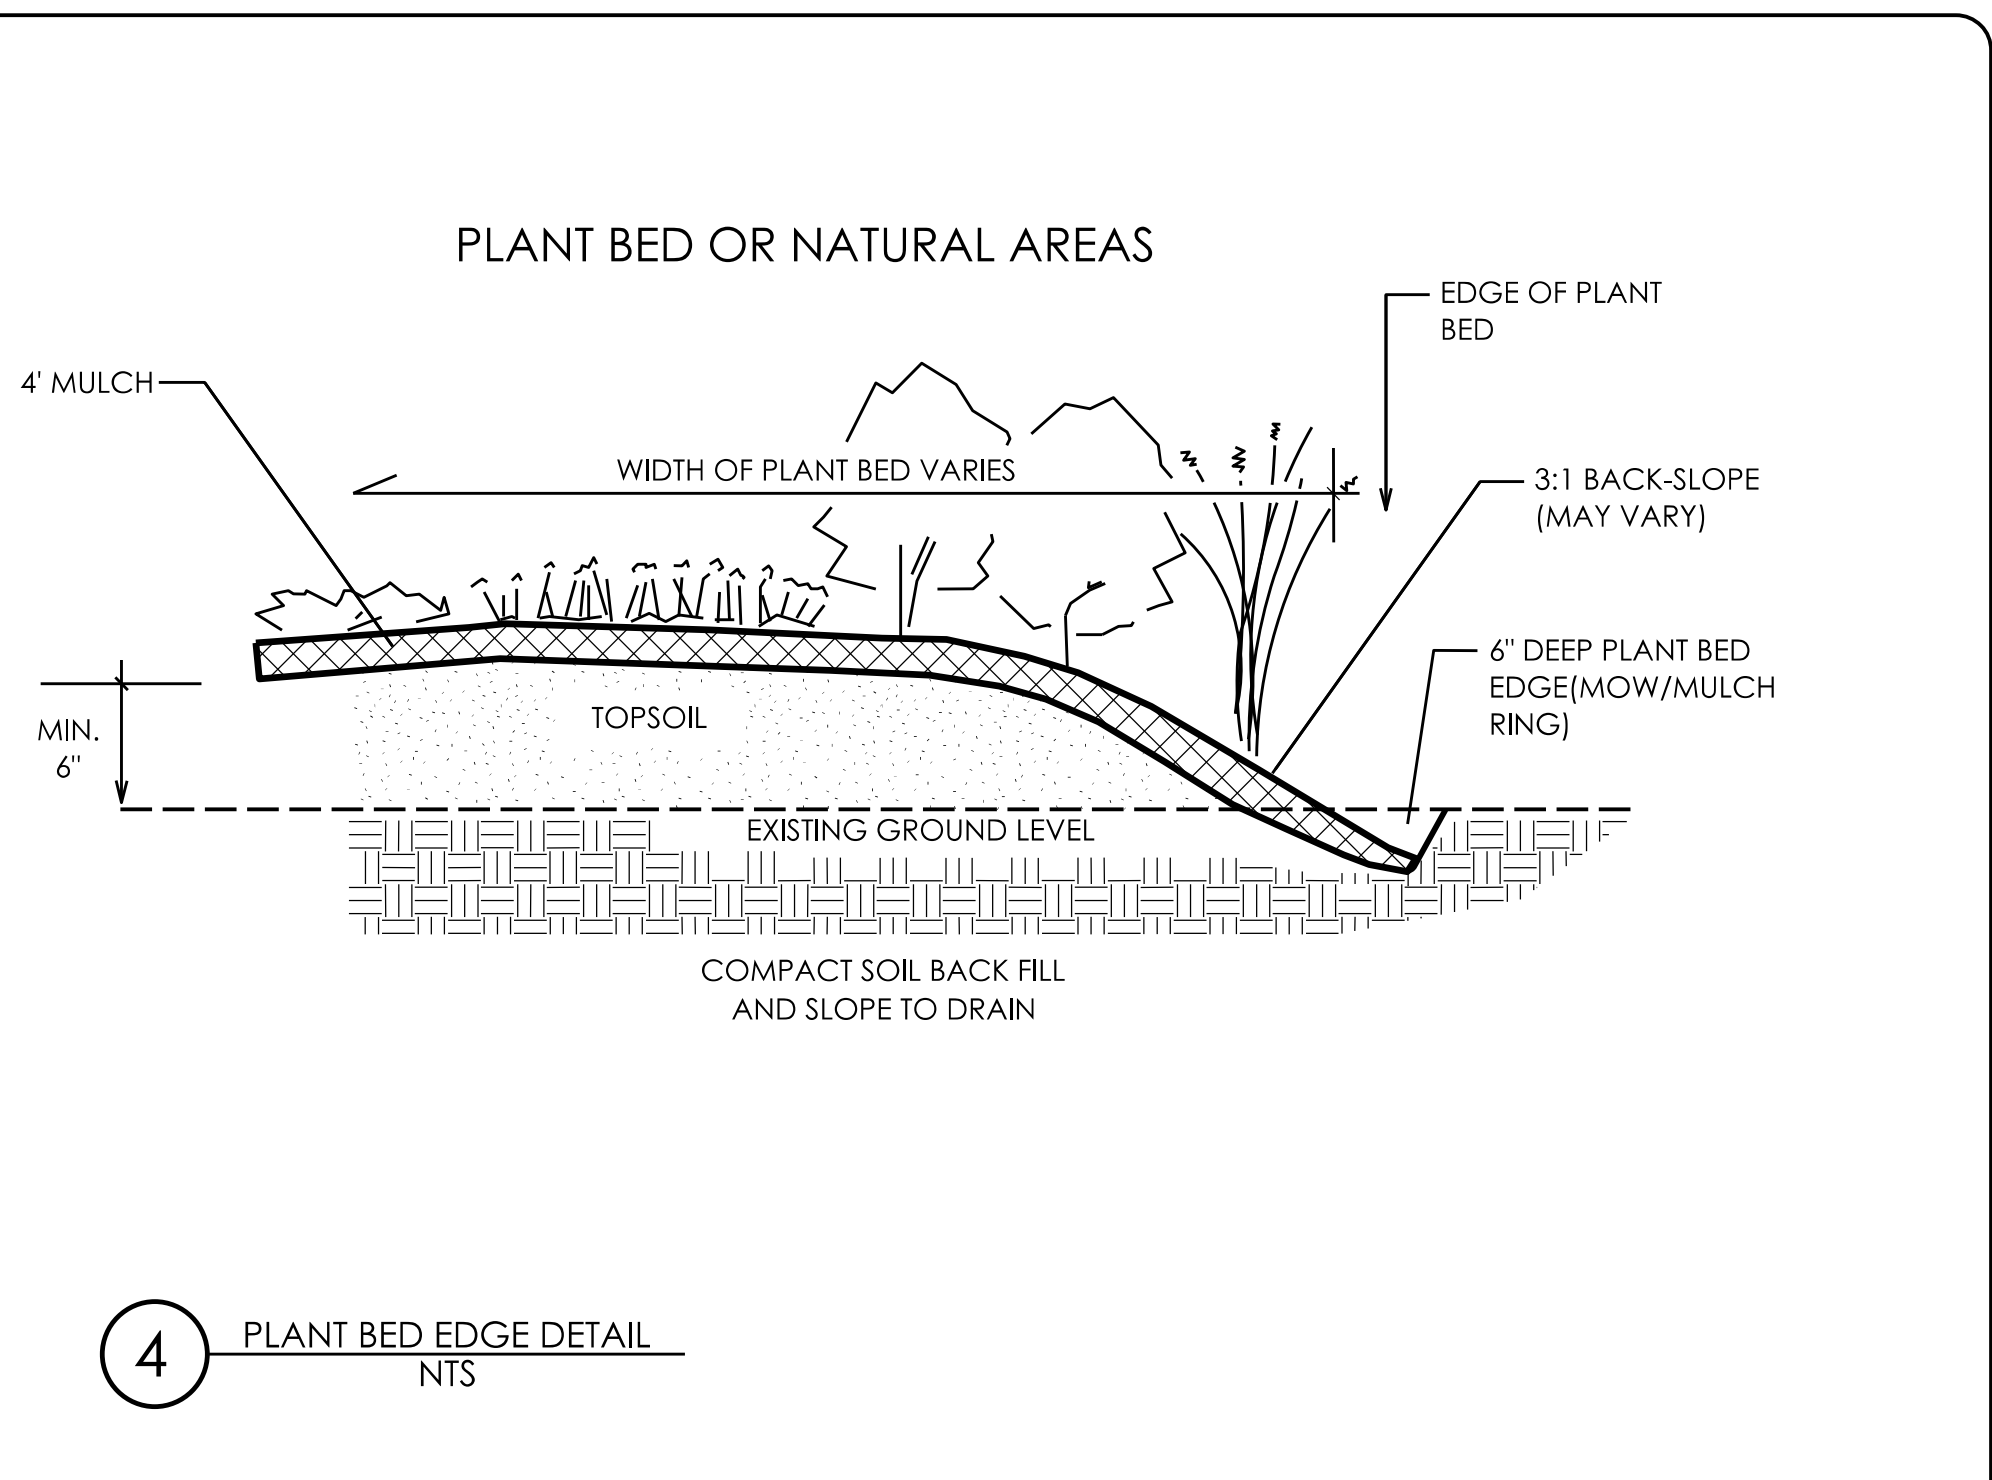 PLANT BED OR NATURAL AREAS
EDGE OF PLANT
BED
4' MULCH
WIDTH OF PLANT BED VARIES
3:1 BACK-SLOPE
(MAY VARY)
6" DEEP PLANT BED
EDGE(MOW/MULCH
RING)
TOPSOIL
MIN.
6"
EXISTING GROUND LEVEL
COMPACT SOIL BACK FILL
AND SLOPE TO DRAIN
4
PLANT BED EDGE DETAIL
NTS